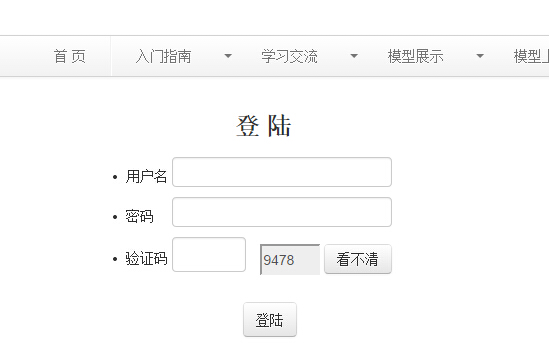 首 页 入门指南 学习交流 模型展示 模型上
登 陆
用户名
密码
验证码 9478 看不清
登陆